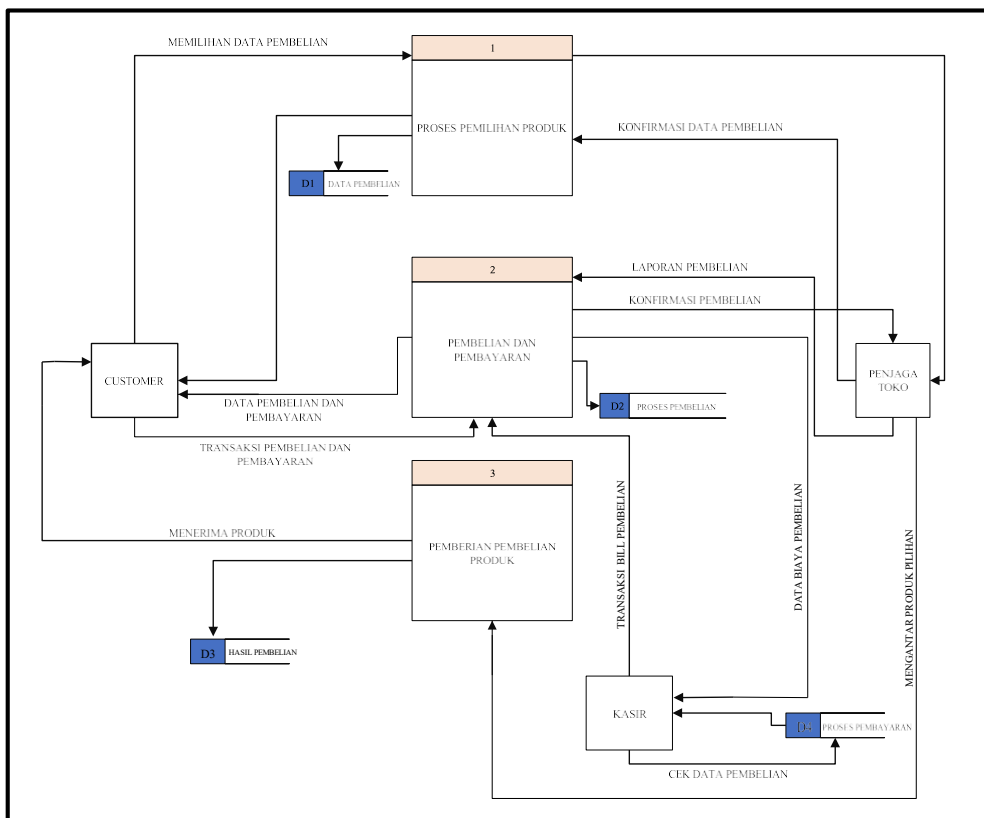 MEMILIHAN DATA PEMBELIAN
1
PROSES PEMILIHAN PRODUK
KONFIRMASI DATA PEMBELIAN
D1
DATA PEMBELIAN
2
LAPORAN PEMBELIAN
KONFIRMASI PEMBELIAN
PEMBELIAN DAN
PEMBAYARAN
CUSTOMER
PENJAGA
TOKO
DATA PEMBELIAN DAN
PEMBAYARAN
D2
PROSES PEMBELIAN
TRANSAKSI PEMBELIAN DAN
PEMBAYARAN
3
MENERIMA PRODUK
PEMBERIAN PEMBELIAN
PRODUK
TRANSAKSI BILL PEMBELIAN
DATA BIAYA PEMBELIAN
MENGANTAR PRODUK PILIHAN
D3
HASIL PEMBELIAN
KASIR
PROSES PEMBAYARAN
CEK DATA PEMBELIAN